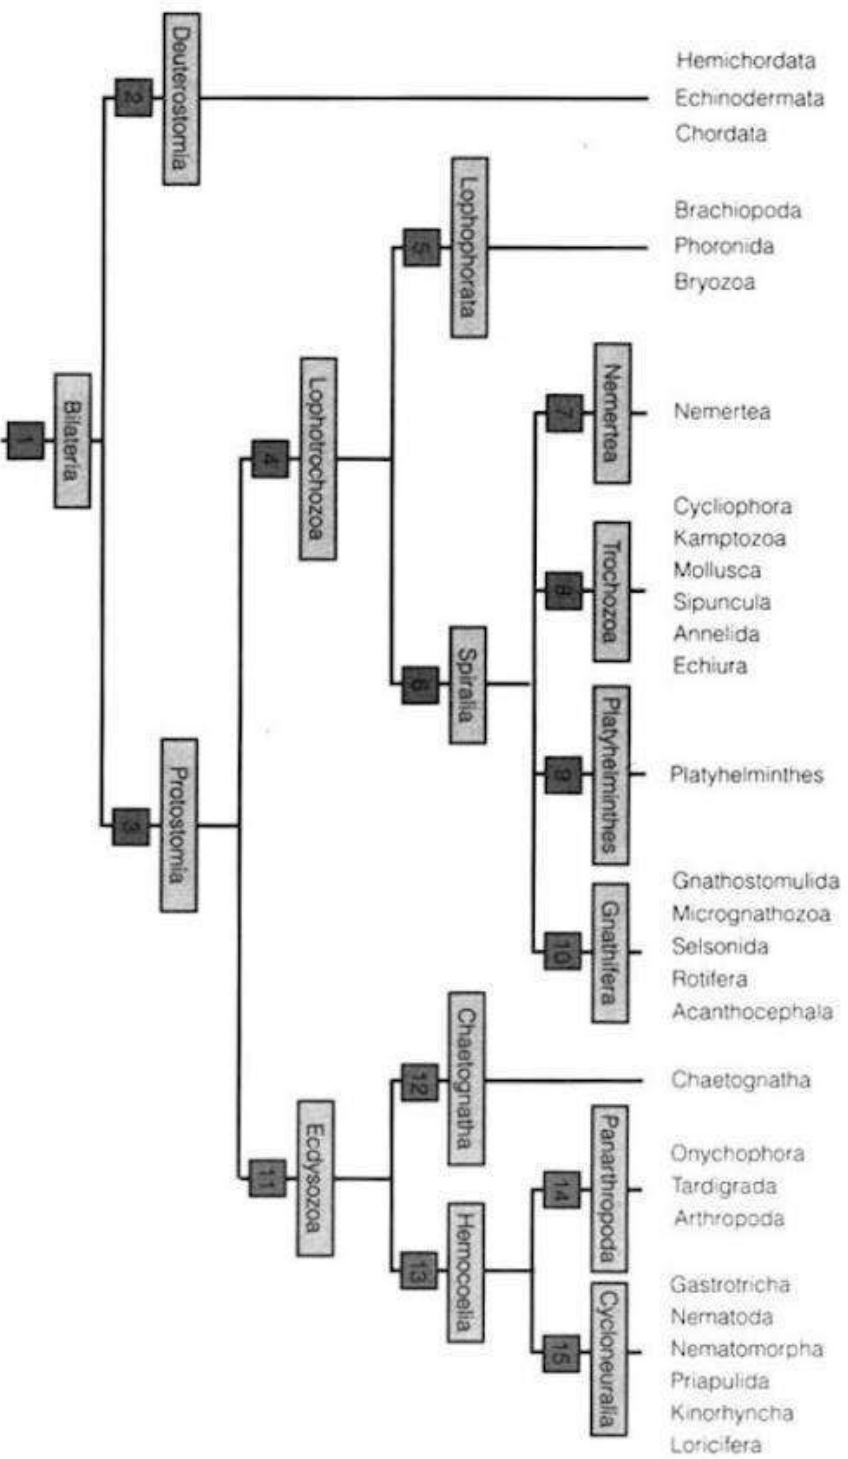 Hemichordata
Echinodermata
Chordata
Deuterostomia
2
Brachiopoda
Phoronida
Bryozoa
Lophophorata
5
Nemertea
Nemertea
7
Lophotrochozoa
4
Bilateria
1
Cycliophora
Kamptozoa
Mollusca
Sipuncula
Annelida
Echiura
Trochozoa
8
Spiralia
6
Platyhelminthes
Platyhelminthes
9
Protostomia
3
Gnathostomulida
Micrognathozoa
Selsonida
Rotifera
Acanthocephala
Gnathifera
10
Chaetognatha
Chaetognatha
12
Ecdysozoa
11
Onychophora
Tardigrada
Arthropoda
Panarthropoda
14
Hemocoelia
13
Gastrotricha
Nematoda
Nematomorpha
Priapulida
Kinorhyncha
Loricifera
Cycloneuralia
15